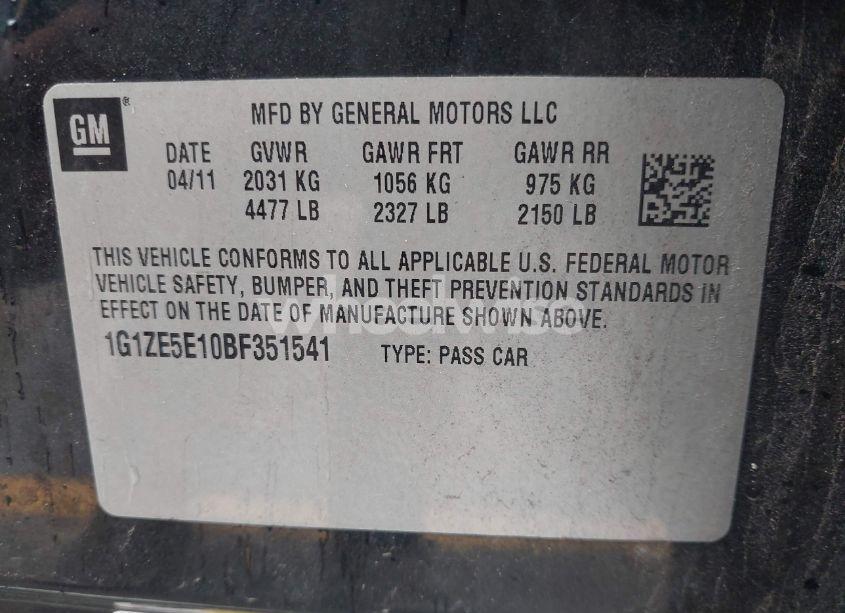 GM®
MFD BY GENERAL MOTORS LLC
DATE GVWR GAWR FRT GAWR RR
04/11 2031 KG 1056 KG 975 KG
4477 LB 2327 LB 2150 LB
THIS VEHICLE CONFORMS TO ALL APPLICABLE U.S. FEDERAL MOTOR
VEHICLE SAFETY, BUMPER, AND THEFT PREVENTION STANDARDS IN
EFFECT ON THE DATE OF MANUFACTURE SHOWN ABOVE.
1G1ZE5E10BF351541 TYPE: PASS CAR